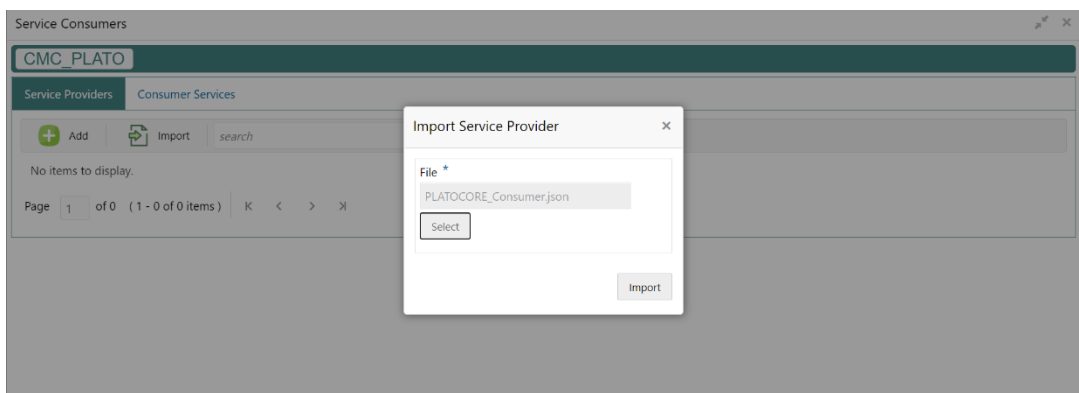 Service Consumers
CMC_PLATO
Service Providers Consumer Services
Add Import search
No items to display.
Page 1 of 0 ( 1 - 0 of 0 items )
Import Service Provider
File *
PLATOCORE_Consumer.json
Select
Import